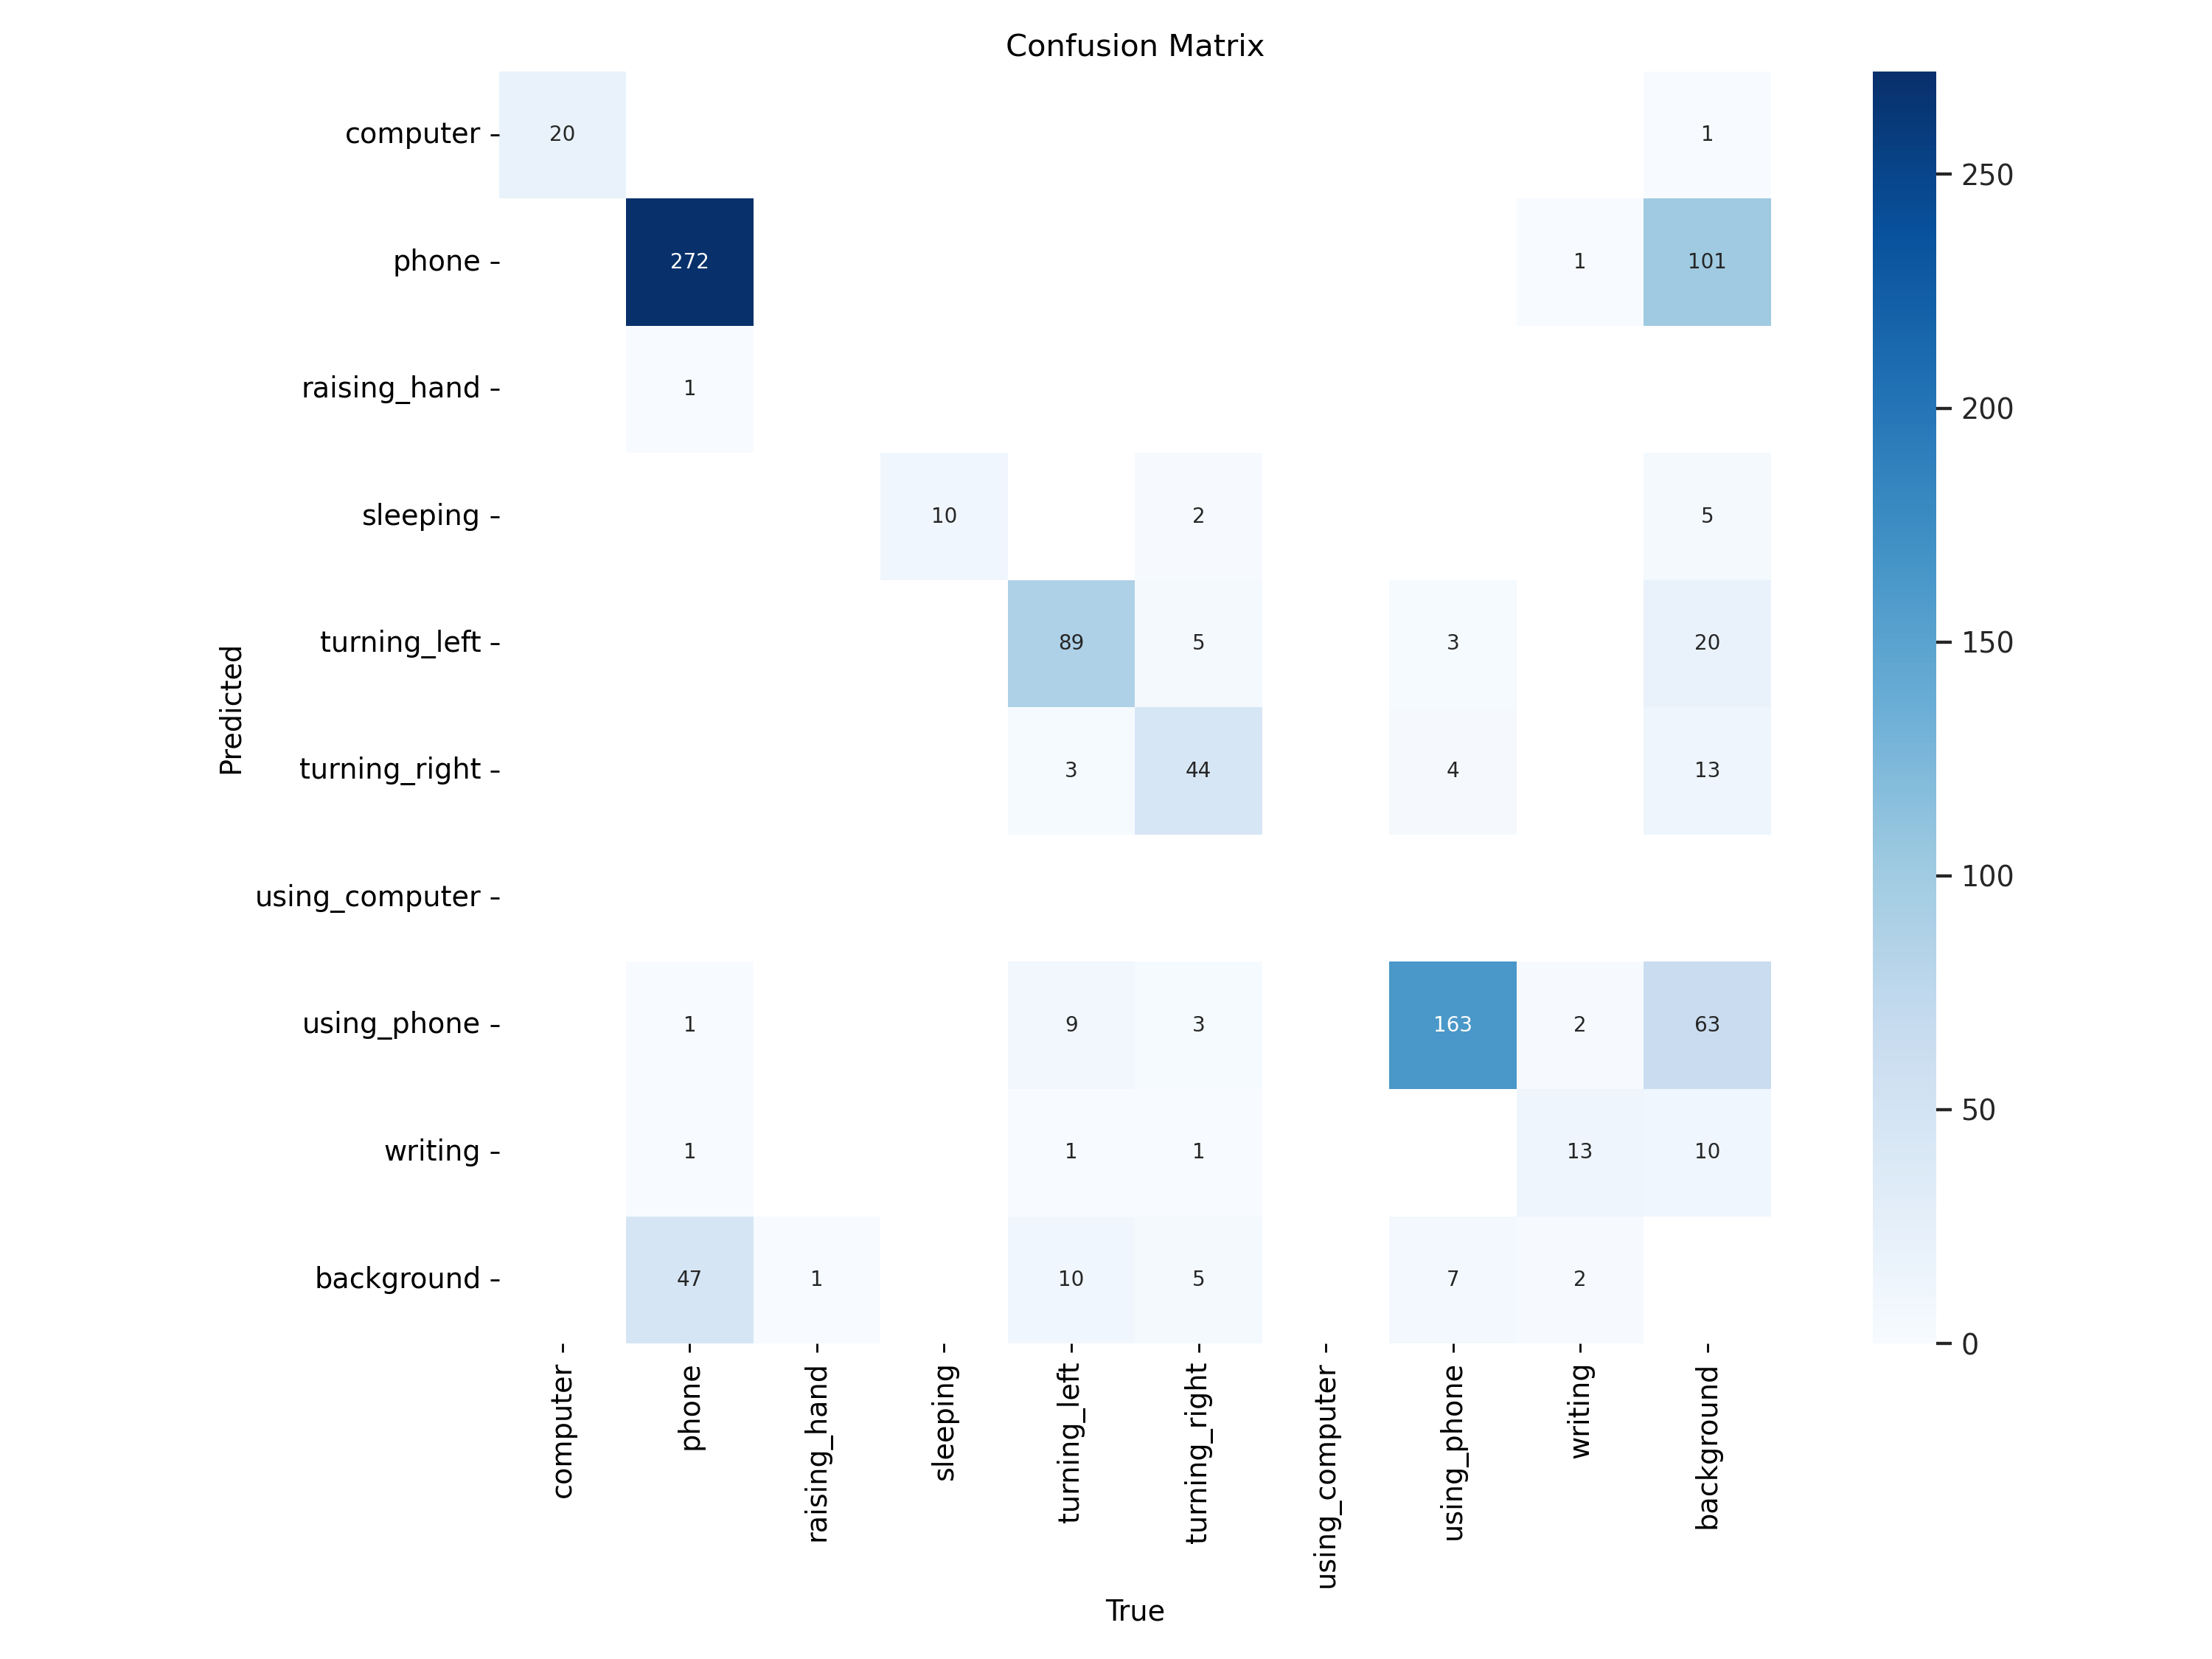 Confusion Matrix
computer 20 1
phone 272 1 101
raising_hand 1
sleeping 10 2 5
turning_left 89 5 3 20
turning_right 3 44 4 13
using_computer
using_phone 1 9 3 163 2 63
writing 1 1 1 13 10
background 47 1 10 5 7 2
Predicted
computer
phone
raising_hand
sleeping
turning_left
turning_right
using_computer
using_phone
writing
background
True
250
200
150
100
50
0